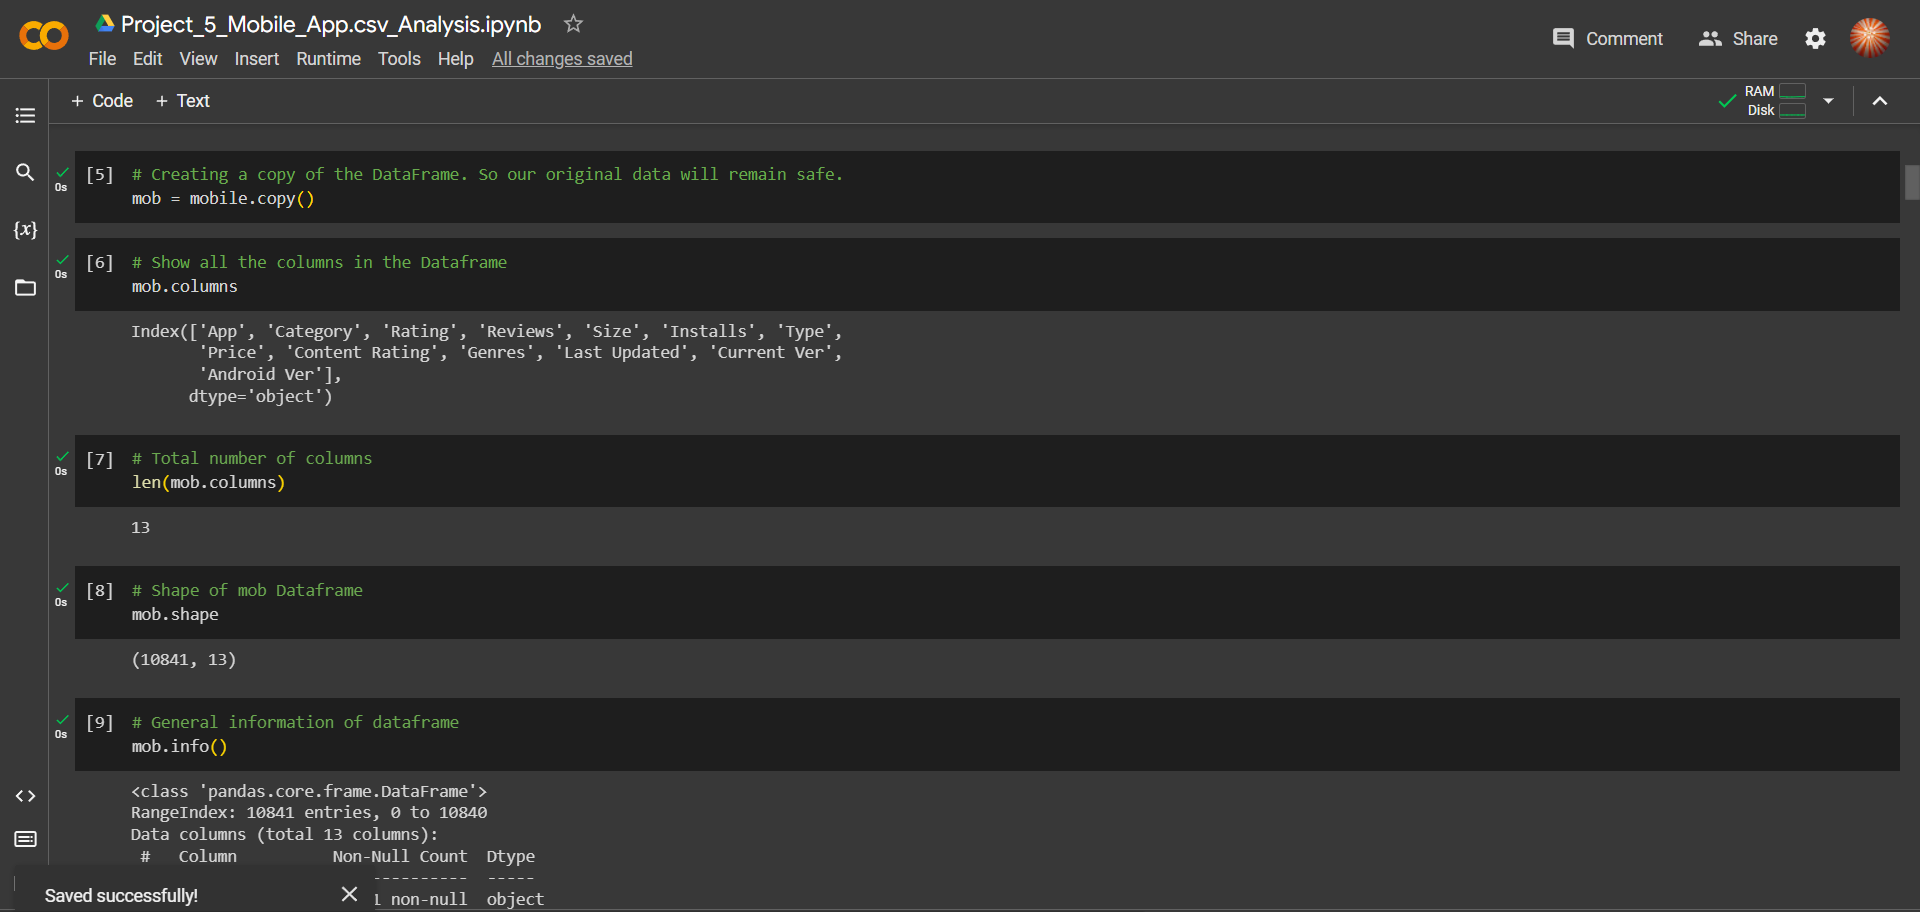 Project_5_Mobile_App.csv_Analysis.ipynb
File Edit View Insert Runtime Tools Help All changes saved
Comment Share
+ Code + Text
RAM
Disk
[5] # Creating a copy of the DataFrame. So our original data will remain safe.
0s
mob = mobile.copy()
{x}
[6] # Show all the columns in the Dataframe
0s
mob.columns
Index(['App', 'Category', 'Rating', 'Reviews', 'Size', 'Installs', 'Type',
'Price', 'Content Rating', 'Genres', 'Last Updated', 'Current Ver',
'Android Ver'],
dtype='object')
[7] # Total number of columns
0s
len(mob.columns)
13
[8] # Shape of mob Dataframe
0s
mob.shape
(10841, 13)
[9] # General information of dataframe
0s
mob.info()
<class 'pandas.core.frame.DataFrame'>
RangeIndex: 10841 entries, 0 to 10840
Data columns (total 13 columns):
# Column Non-Null Count Dtype
---------- -----
1 non-null object
Saved successfully!